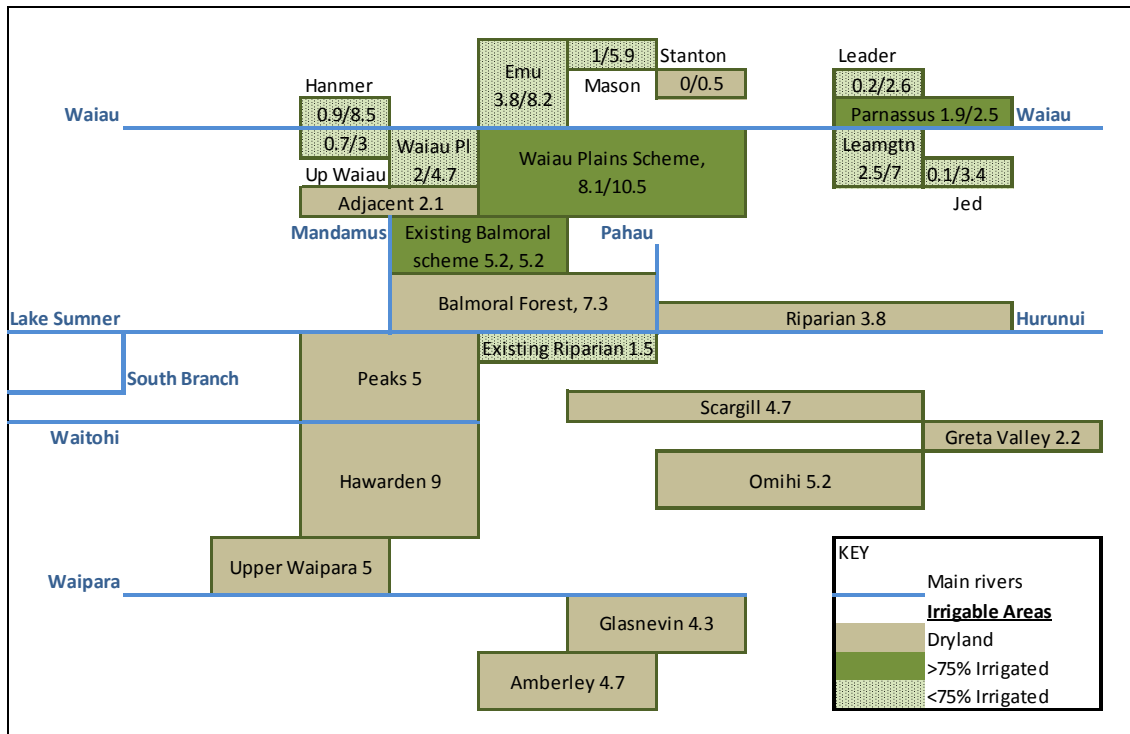 Emu
3.8/8.2
1/5.9
Mason
Stanton
0/0.5
Leader
0.2/2.6
Hanmer
0.9/8.5
Waiau
Parnassus 1.9/2.5
Waiau
0.7/3
Up Waiau
Waiau Pl
2/4.7
Waiau Plains Scheme,
8.1/10.5
Leamgtn
2.5/7
0.1/3.4
Jed
Adjacent 2.1
Mandamus
Existing Balmoral
scheme 5.2, 5.2
Pahau
Balmoral Forest, 7.3
Lake Sumner
Riparian 3.8
Hurunui
Existing Riparian 1.5
South Branch
Peaks 5
Scargill 4.7
Waitohi
Greta Valley 2.2
Hawarden 9
Omihi 5.2
Upper Waipara 5
Waipara
Glasnevin 4.3
Amberley 4.7
KEY
Main rivers
Irrigable Areas
Dryland
>75% Irrigated
<75% Irrigated